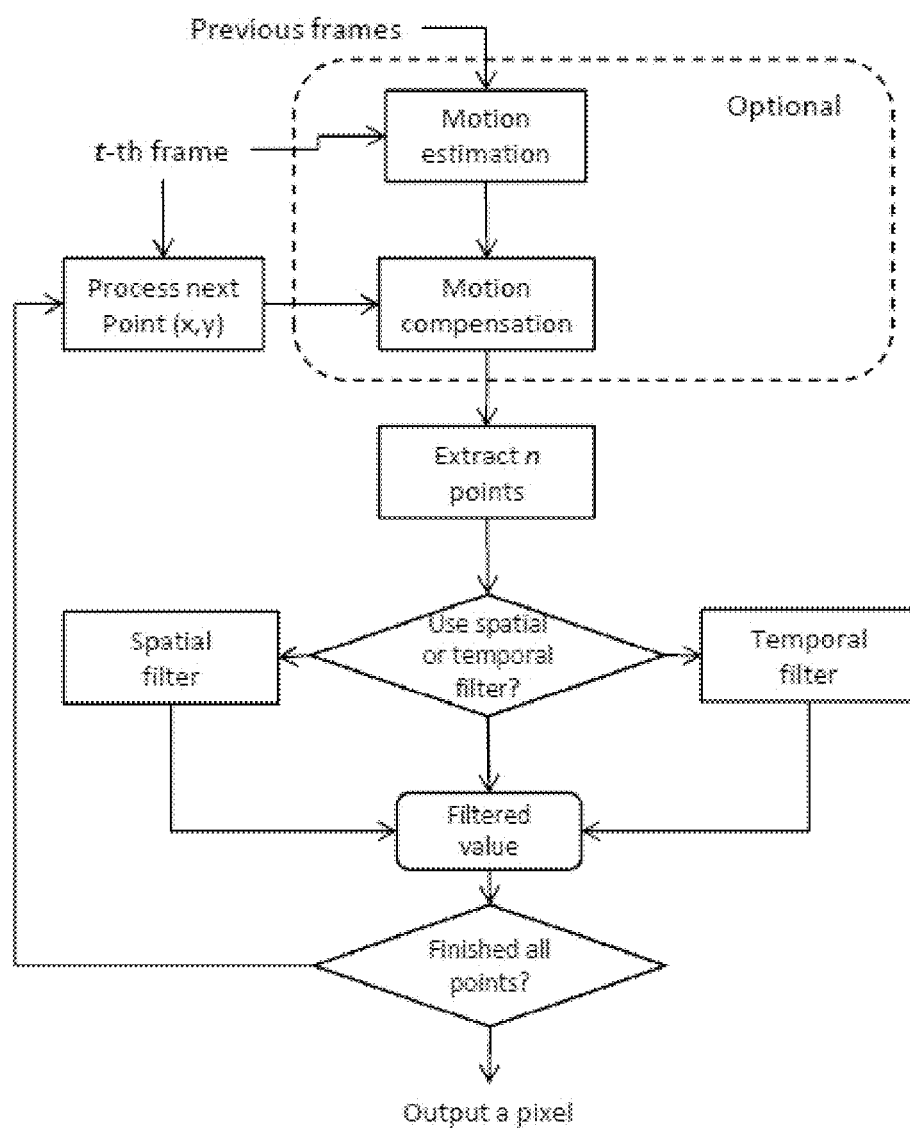 Previous frames
Optional
Motion
estimation
t-th frame
Process next
Point (x,y)
Motion
compensation
Extract n
points
Spatial
filter
Use spatial
or temporal
filter?
Temporal
filter
Filtered
value
Finished all
points?
Output a pixel